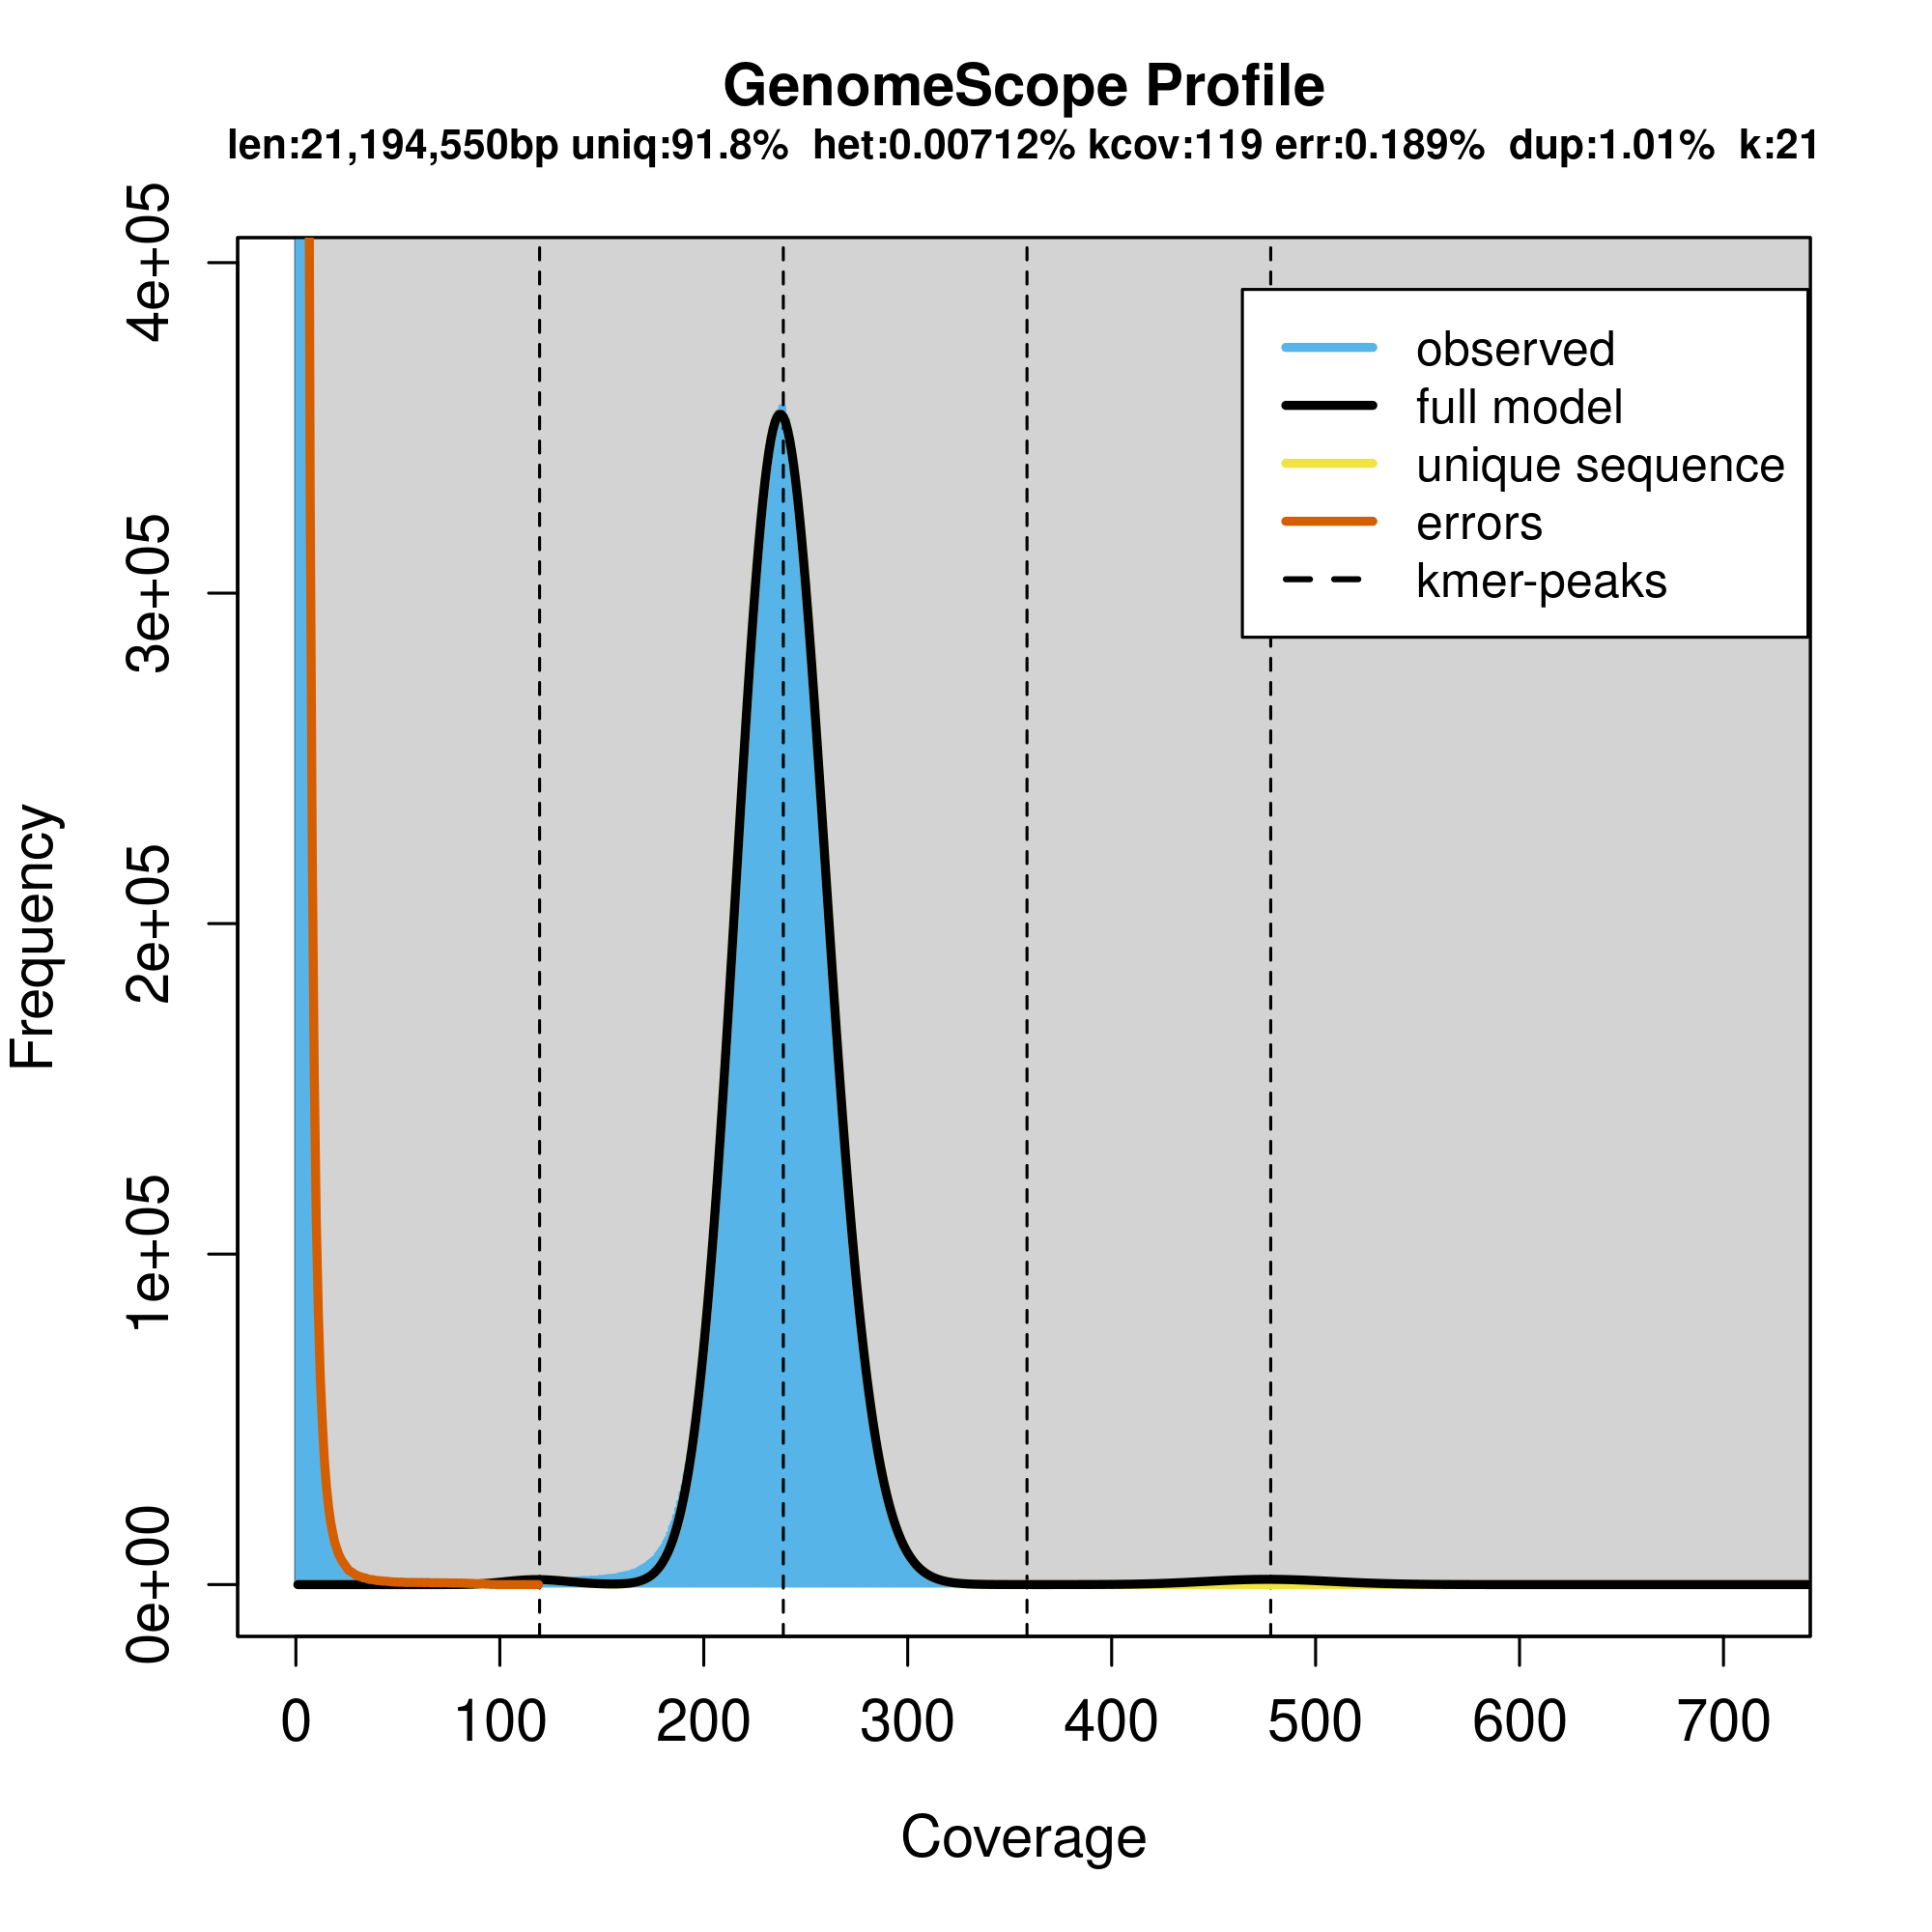 GenomeScope Profile
len:21,194,550bp uniq:91.8% het:0.00712% kcov:119 err:0.189% dup:1.01% k:21
4e+05
3e+05
2e+05
1e+05
0e+00
Frequency
observed
full model
unique sequence
errors
kmer-peaks
0 100 200 300 400 500 600 700
Coverage